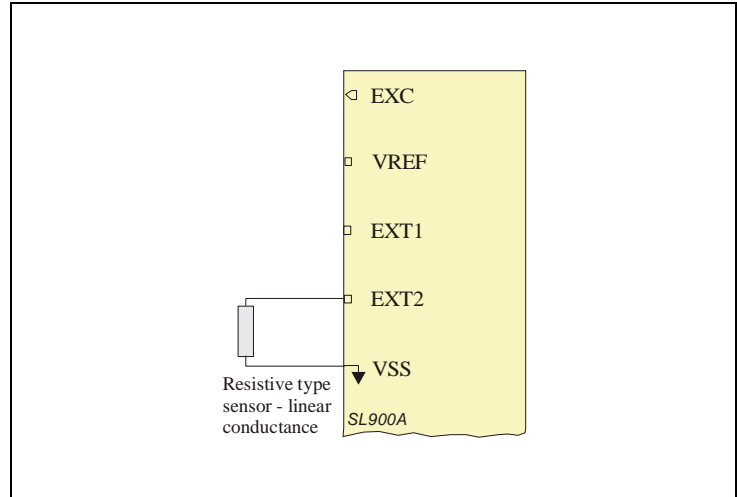 EXC
VREF
EXT1
EXT2
VSS
Resistive type
sensor - linear
conductance
SL900A